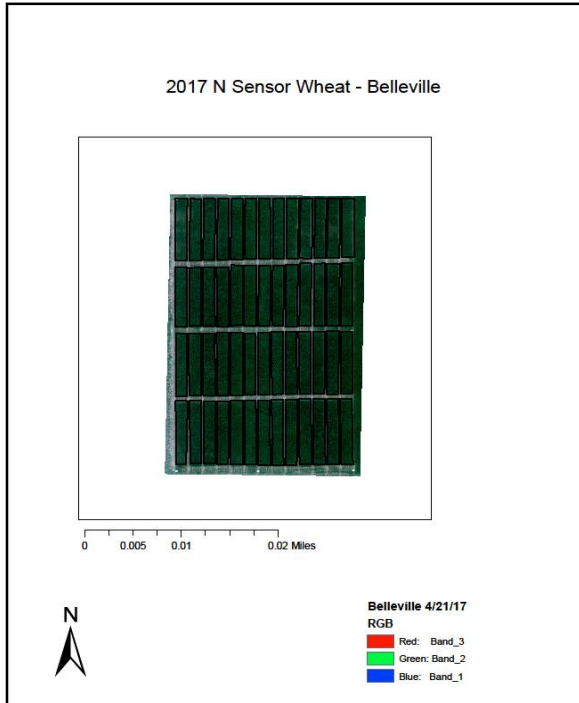 2017 N Sensor Wheat - Belleville
0 0.005 0.01 0.02 Miles
N
Belleville 4/21/17
RGB
Red: Band_3
Green: Band_2
Blue: Band_1